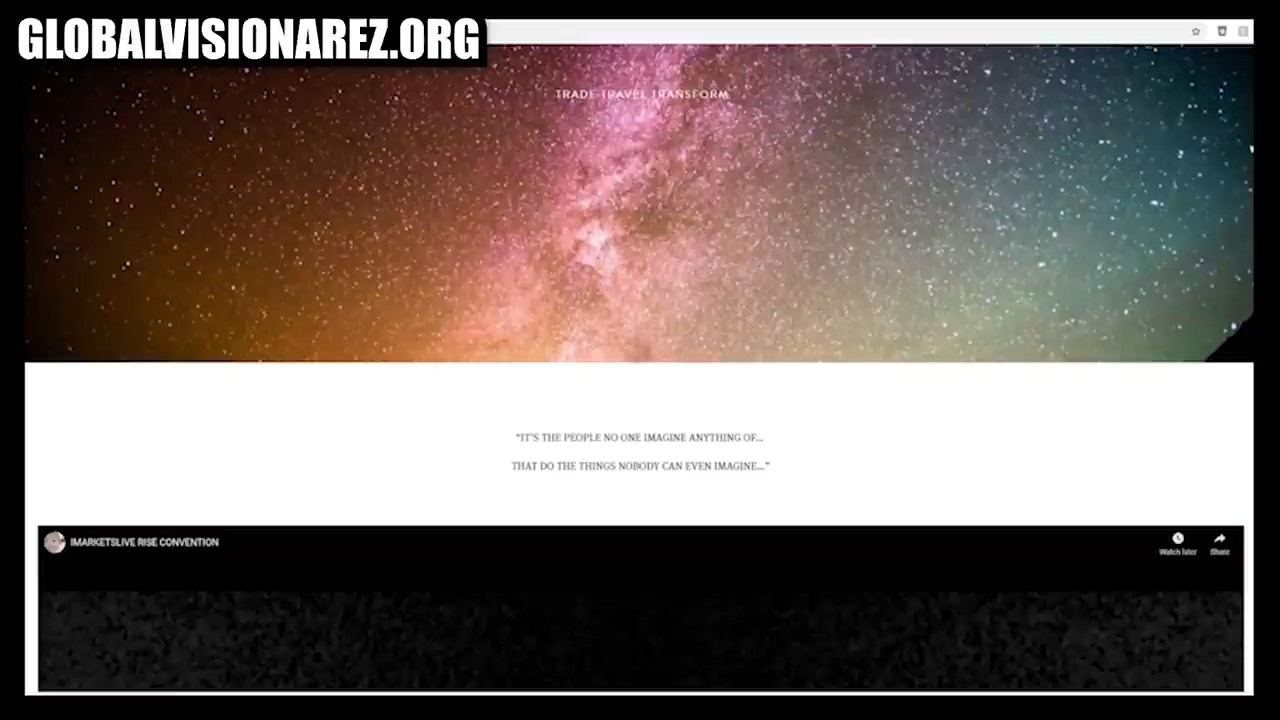 GLOBALVISIONAREZ.ORG
TRADE TRAVEL TRANSFORM
"IT'S THE PEOPLE NO ONE IMAGINE ANYTHING OF...
THAT DO THE THINGS NOBODY CAN EVEN IMAGINE..."
IMARKETSLIVE RISE CONVENTION
Watch later
Share